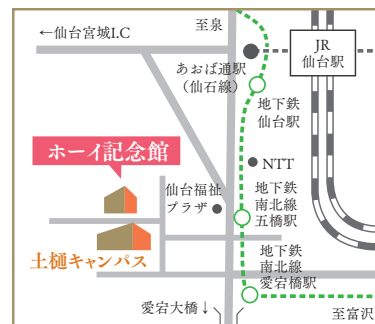 至泉
←仙台宮城I.C
JR
仙台駅
あおば通駅
（仙石線）
地下鉄
仙台駅
ホーイ記念館
NTT
仙台福祉
プラザ
地下鉄
南北線
五橋駅
土樋キャンパス
地下鉄
南北線
愛宕橋駅
愛宕大橋↓
至富沢